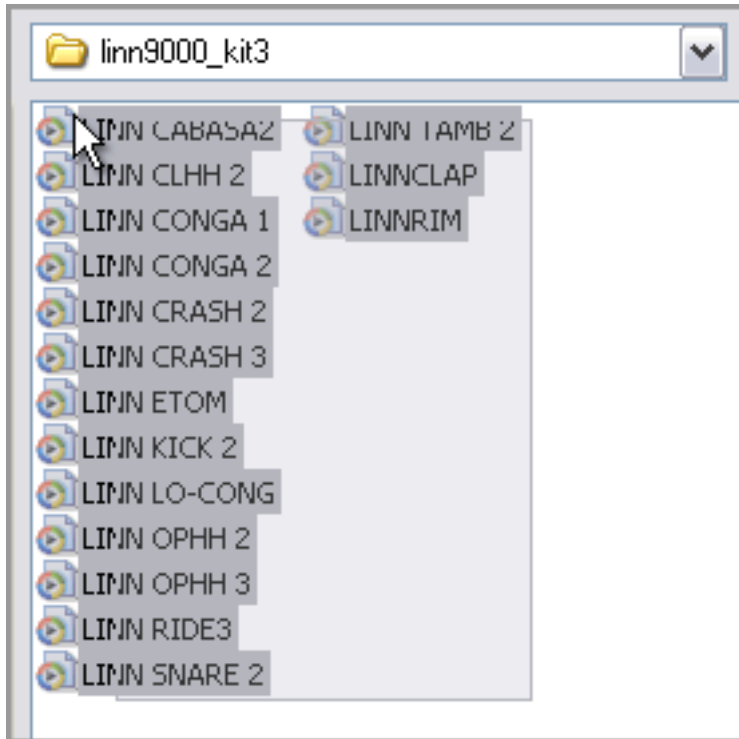 linn9000_kit3
LINN CABASA2
LINN CLHH 2
LINN CONGA 1
LINN CONGA 2
LINN CRASH 2
LINN CRASH 3
LINN ETOM
LINN KICK 2
LINN LO-CONG
LINN OPHH 2
LINN OPHH 3
LINN RIDE3
LINN SNARE 2
LINN TAMB 2
LINNCLAP
LINNRIM